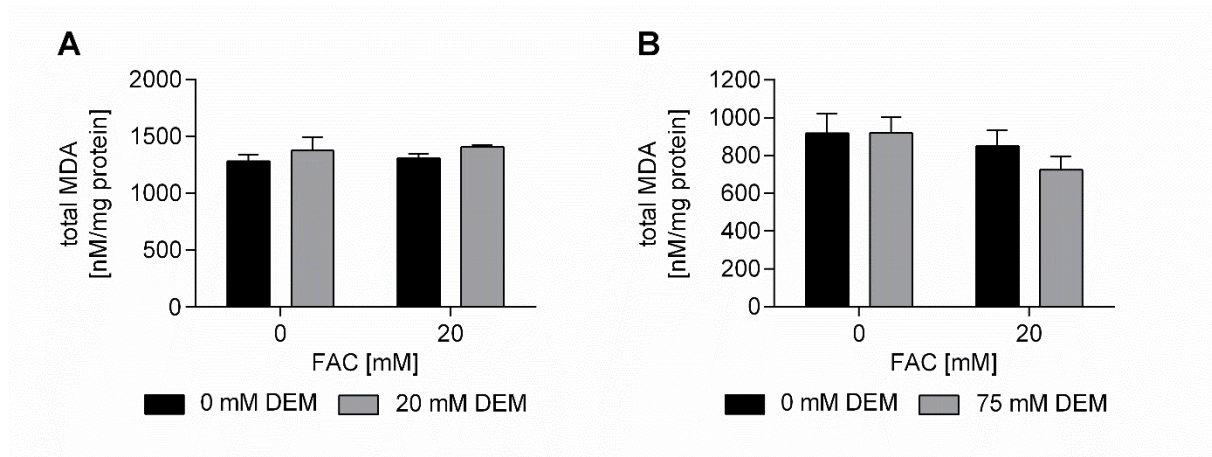 A
total MDA
[nM/mg protein]
2000
1500
1000
500
0
0
20
FAC [mM]
0 mM DEM
20 mM DEM
B
total MDA
[nM/mg protein]
1200
1000
800
600
400
200
0
0
20
FAC [mM]
0 mM DEM
75 mM DEM